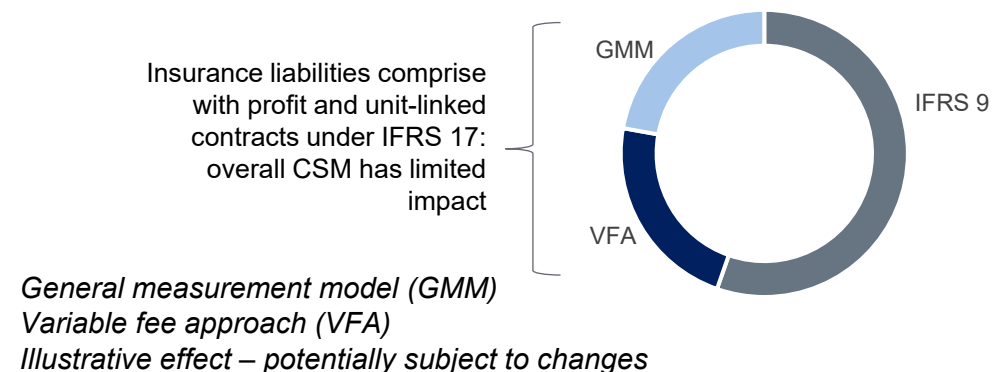 GMM
IFRS 9
Insurance liabilities comprise
with profit and unit-linked
contracts under IFRS 17:
overall CSM has limited
impact
VFA
General measurement model (GMM)
Variable fee approach (VFA)
Illustrative effect – potentially subject to changes